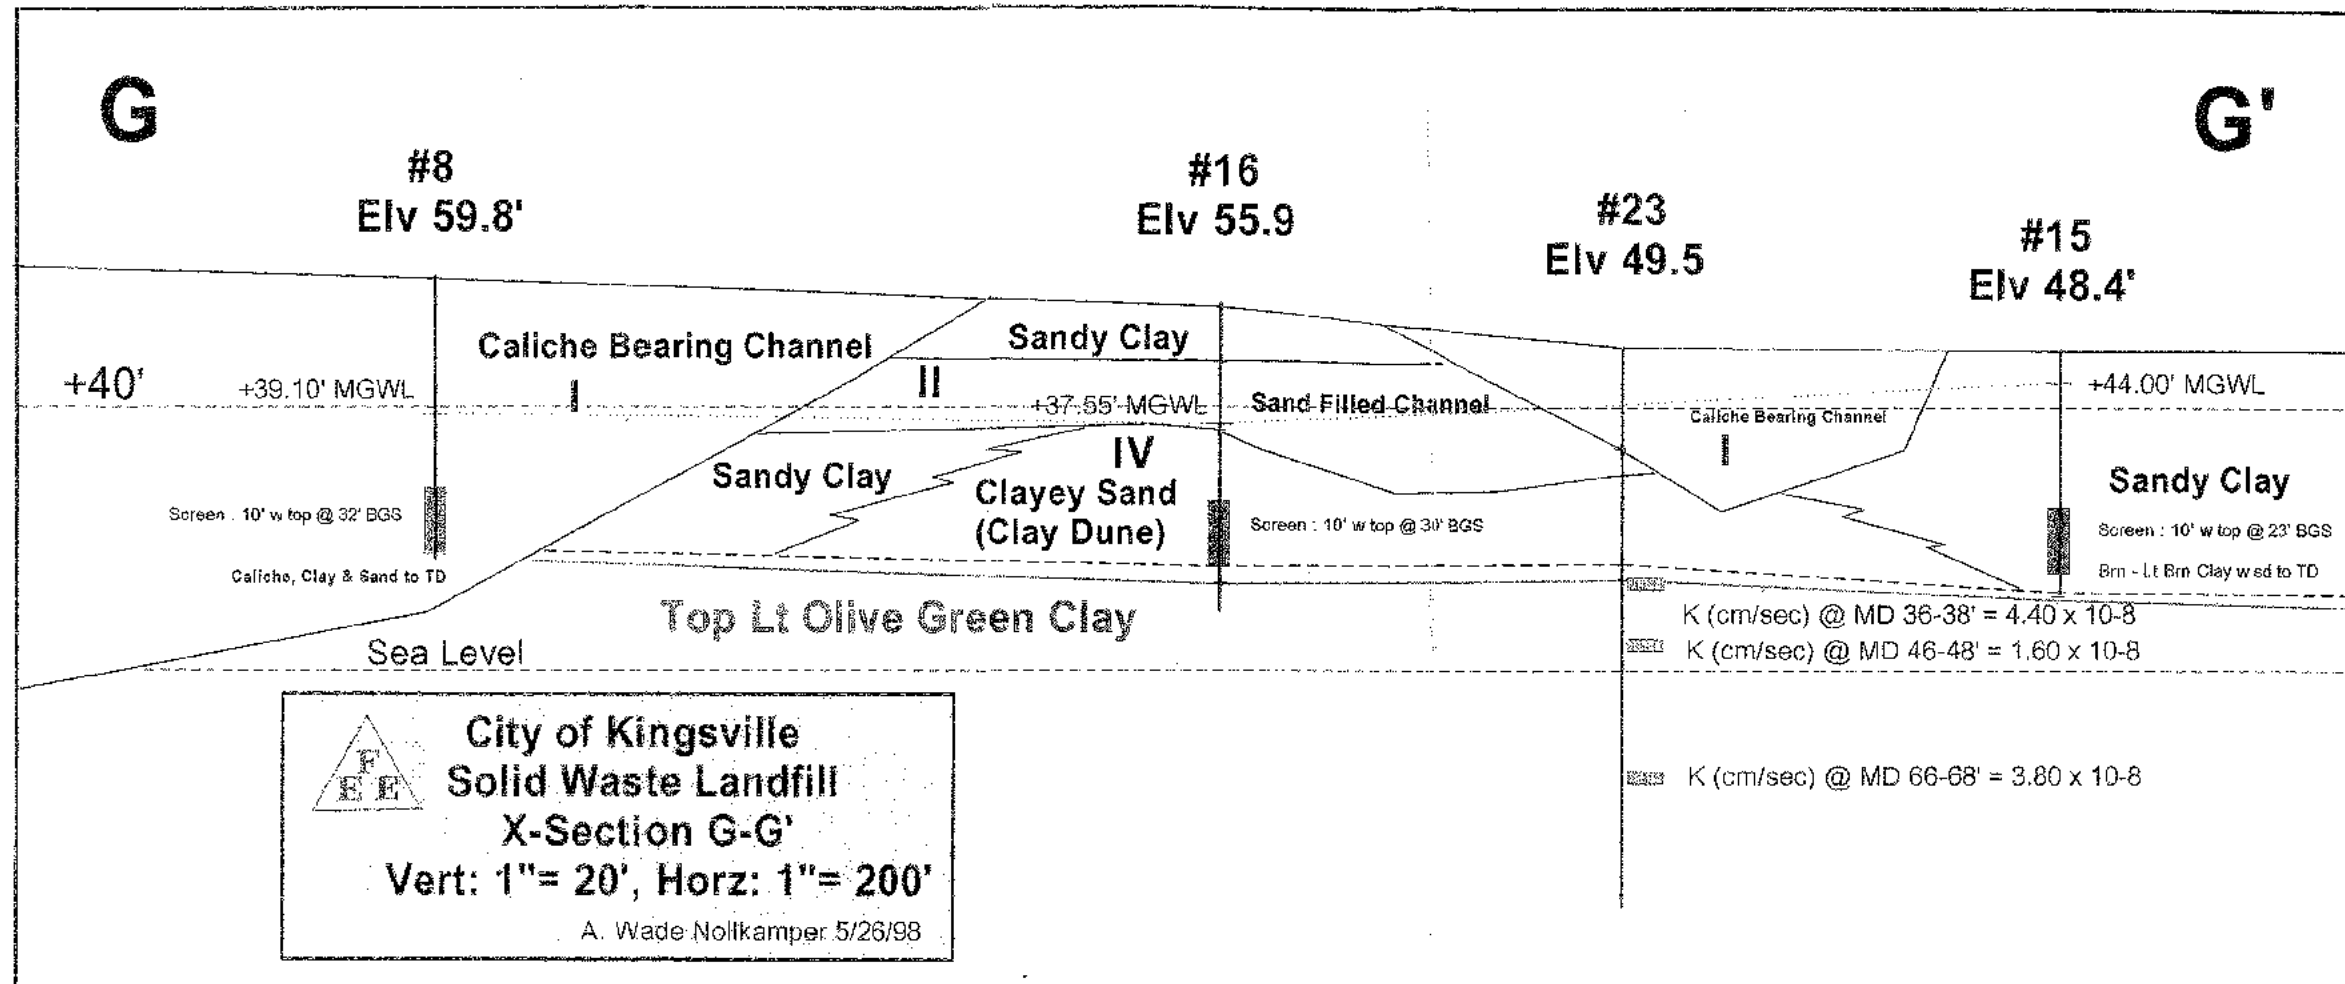 G
G'
#8
Elv 59.8'
#16
Elv 55.9
#23
Elv 49.5
#15
Elv 48.4'
Caliche Bearing Channel
I
Sandy Clay
II
+40'
+39.10' MGWL
+37.55' MGWL
Sand Filled Channel
+44.00' MGWL
Caliche Bearing Channel
I
Sandy Clay
IV
Clayey Sand
(Clay Dune)
Sandy Clay
Screen : 10' w top @ 32' BGS
Screen : 10' w top @ 30' BGS
Screen : 10' w top @ 23' BGS
Caliche, Clay & Sand to TD
Brn - Lt Brn Clay w sd to TD
Top Lt Olive Green Clay
K (cm/sec) @ MD 36-38' = 4.40 x 10-8
K (cm/sec) @ MD 46-48' = 1.60 x 10-8
Sea Level
K (cm/sec) @ MD 66-68' = 3.80 x 10-8
F
E E
City of Kingsville
Solid Waste Landfill
X-Section G-G'
Vert: 1"= 20', Horz: 1"= 200'
A. Wade Nollkamper 5/26/98